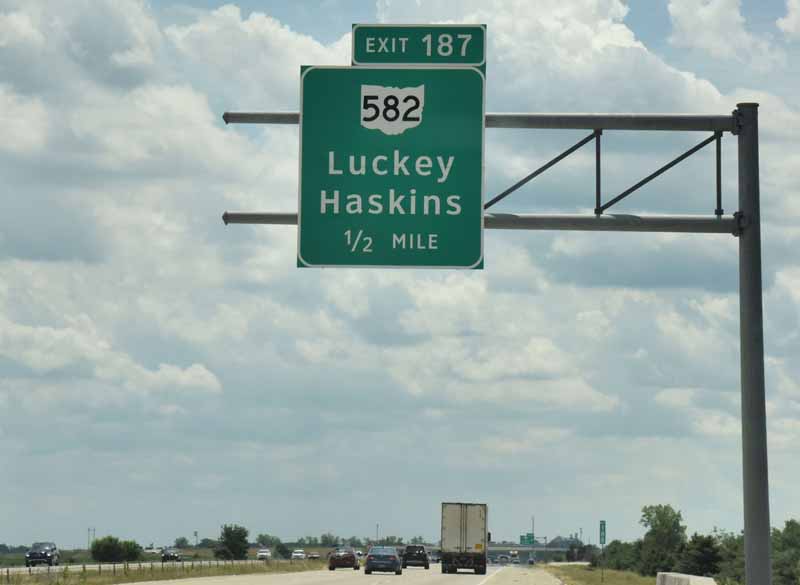 EXIT 187
582
Luckey
Haskins
1/2 MILE